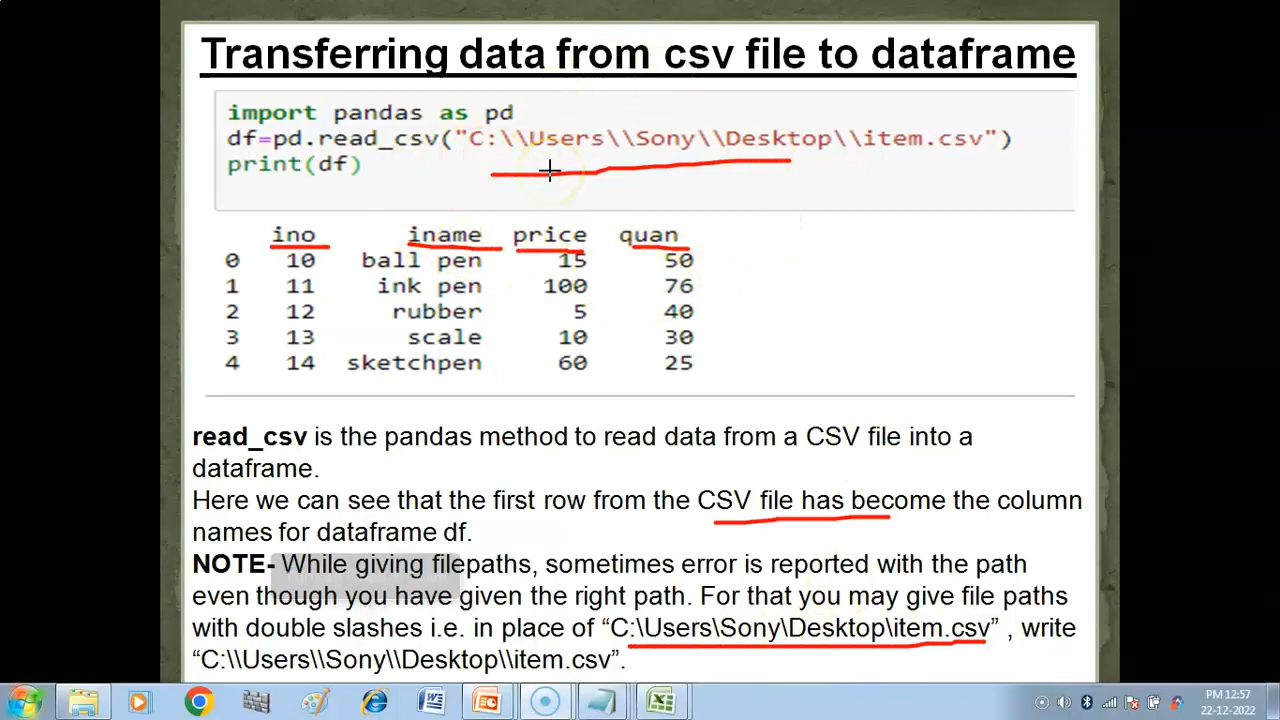 Transferring data from csv file to dataframe
import pandas as pd
df=pd.read_csv("C:\\Users\\Sony\\Desktop\\item.csv")
print(df)
ino iname price quan
0 10 ball pen 15 50
1 11 ink pen 100 76
2 12 rubber 5 40
3 13 scale 10 30
4 14 sketchpen 60 25
read_csv is the pandas method to read data from a CSV file into a
dataframe.
Here we can see that the first row from the CSV file has become the column
names for dataframe df.
NOTE- While giving filepaths, sometimes error is reported with the path
even though you have given the right path. For that you may give file paths
with double slashes i.e. in place of “C:\Users\Sony\Desktop\item.csv” , write
“C:\\Users\\Sony\\Desktop\\item.csv”.
PM 12:57
22-12-2022